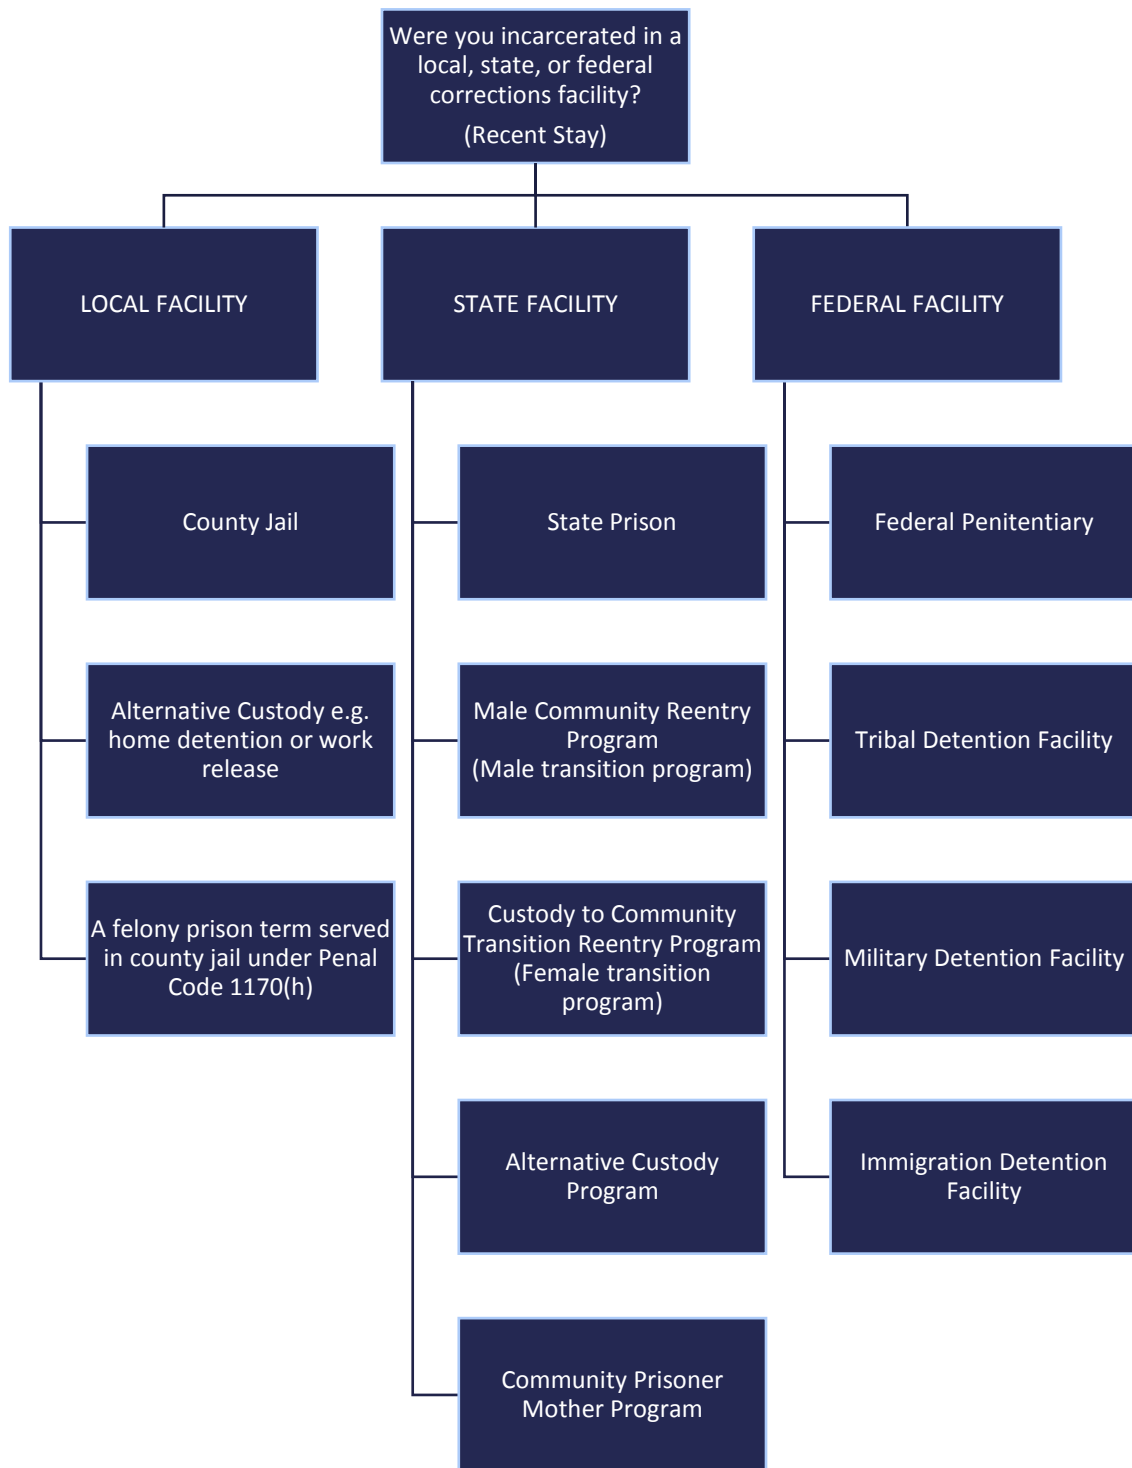 Were you incarcerated in a
local, state, or federal
corrections facility?
(Recent Stay)
LOCAL FACILITY
STATE FACILITY
FEDERAL FACILITY
County Jail
State Prison
Federal Penitentiary
Alternative Custody e.g.
home detention or work
release
Male Community Reentry
Program
(Male transition program)
Tribal Detention Facility
A felony prison term served
in county jail under Penal
Code 1170(h)
Custody to Community
Transition Reentry Program
(Female transition
program)
Military Detention Facility
Alternative Custody
Program
Immigration Detention
Facility
Community Prisoner
Mother Program